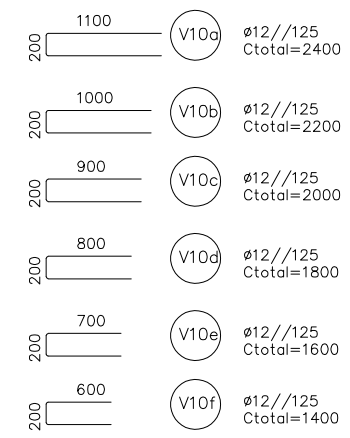 1100
200
V10a
ø12//125
Ctotal=2400
1000
200
V10b
ø12//125
Ctotal=2200
900
200
V10c
ø12//125
Ctotal=2000
800
200
V10d
ø12//125
Ctotal=1800
700
200
V10e
ø12//125
Ctotal=1600
600
200
V10f
ø12//125
Ctotal=1400